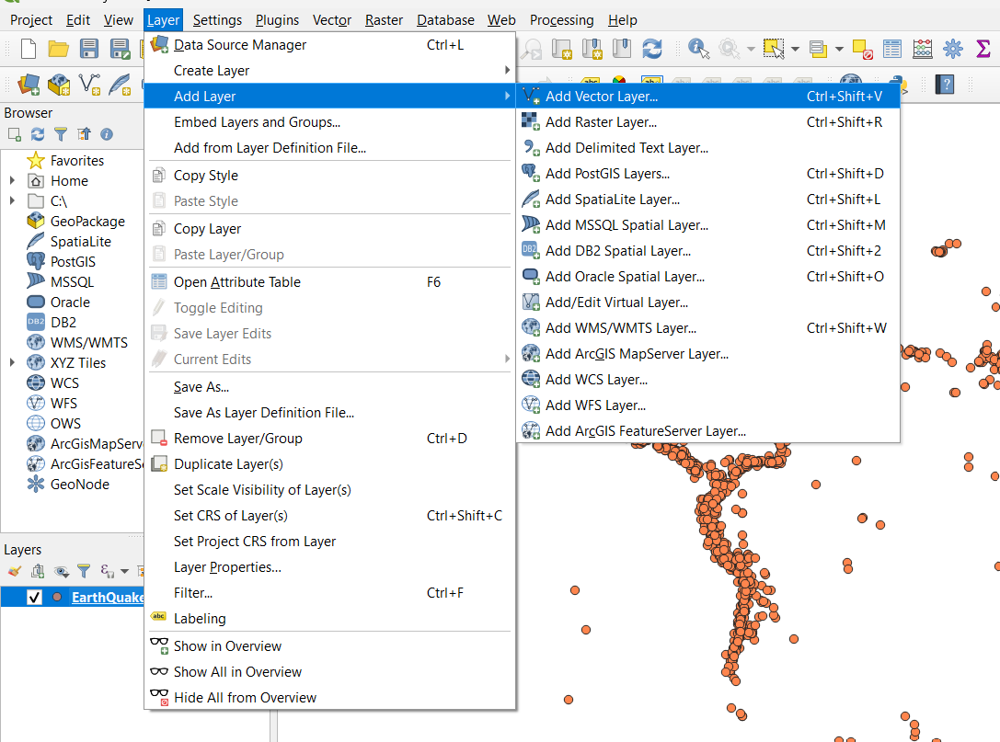 Project Edit View Layer Settings Plugins Vector Raster Database Web Processing Help
Data Source Manager Ctrl+L
Create Layer
Add Layer
Embed Layers and Groups...
Add from Layer Definition File...
Copy Style
Paste Style
Copy Layer
Paste Layer/Group
Open Attribute Table F6
Toggle Editing
Save Layer Edits
Current Edits
Save As...
Save As Layer Definition File...
Remove Layer/Group Ctrl+D
Duplicate Layer(s)
Set Scale Visibility of Layer(s)
Set CRS of Layer(s) Ctrl+Shift+C
Set Project CRS from Layer
Layer Properties...
Filter... Ctrl+F
abc Labeling
Show in Overview
Show All in Overview
Hide All from Overview
Add Vector Layer... Ctrl+Shift+V
Add Raster Layer... Ctrl+Shift+R
Add Delimited Text Layer...
Add PostGIS Layers... Ctrl+Shift+D
Add SpatiaLite Layer... Ctrl+Shift+L
Add MSSQL Spatial Layer... Ctrl+Shift+M
DB2 Add DB2 Spatial Layer... Ctrl+Shift+2
Add Oracle Spatial Layer... Ctrl+Shift+O
Add/Edit Virtual Layer...
Add WMS/WMTS Layer... Ctrl+Shift+W
Add ArcGIS MapServer Layer...
Add WCS Layer...
Add WFS Layer...
Add ArcGIS FeatureServer Layer...
Browser
Favorites
Home
C:\
GeoPackage
SpatiaLite
PostGIS
MSSQL
Oracle
DB2 DB2
WMS/WMTS
XYZ Tiles
WCS
WFS
OWS
ArcGisMapServ
ArcGisFeatureSe
GeoNode
Layers
EarthQuake